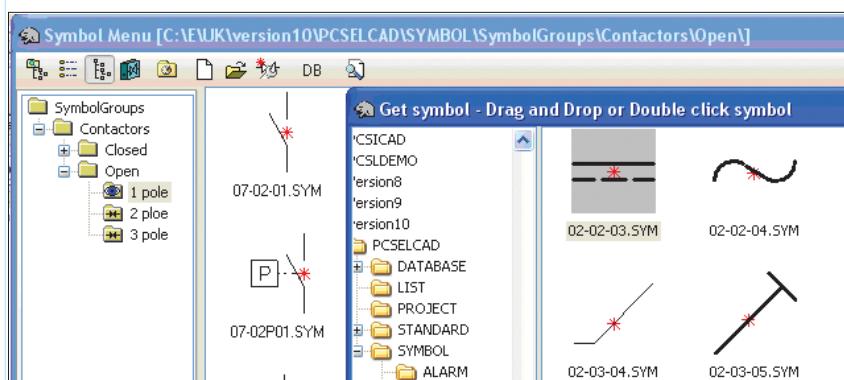 Symbol Menu [C:\E\UK\version10\PCSELCAD\SYMBOL\SymbolGroups\Contactors\Open\]
DB
SymbolGroups
Contactors
Closed
Open
1 pole
2 ploe
3 pole
07-02-01.SYM
P
07-02P01.SYM
Get symbol - Drag and Drop or Double click symbol
CSICAD
CSLDEMO
ersion8
ersion9
ersion10
PCSELCAD
DATABASE
LIST
PROJECT
STANDARD
SYMBOL
ALARM
02-02-03.SYM
02-02-04.SYM
02-03-04.SYM
02-03-05.SYM